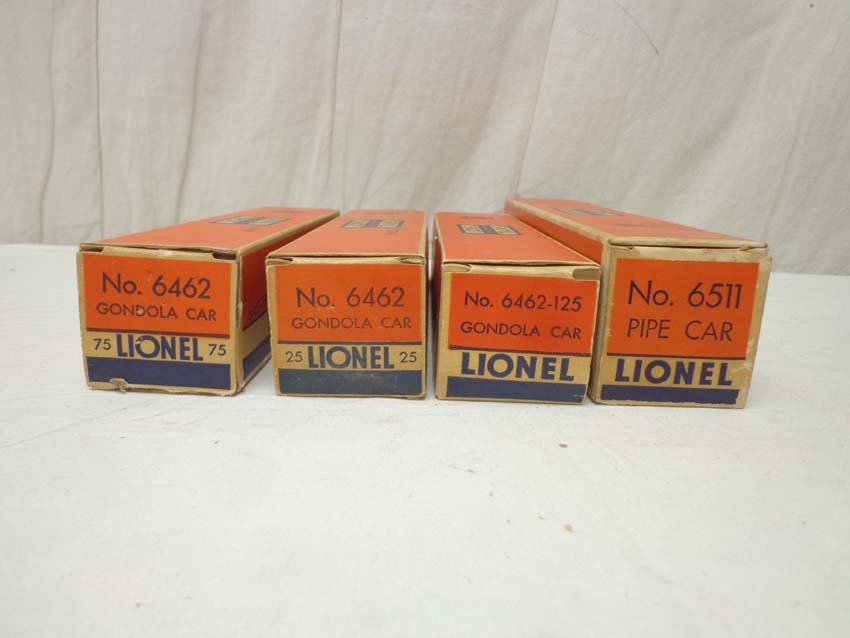 No. 6462
GONDOLA CAR
75 LIONEL 75
No. 6462
GONDOLA CAR
25 LIONEL 25
No. 6462-125
GONDOLA CAR
LIONEL
No. 6511
PIPE CAR
LIONEL